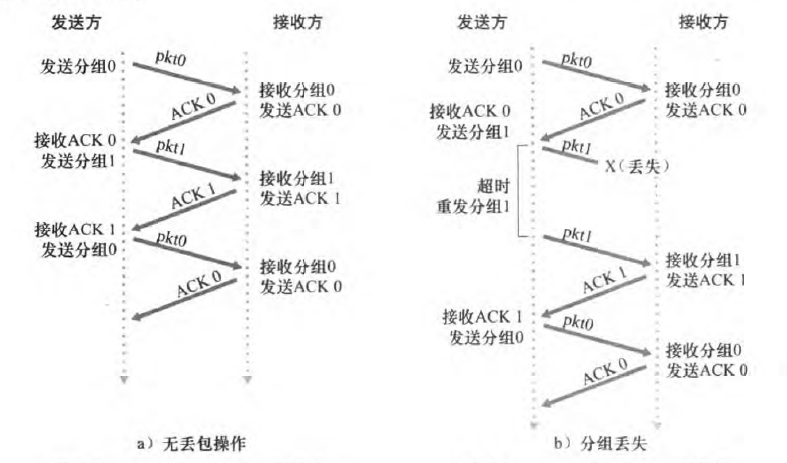 发送方
接收方
发送分组0
pkt0
接收分组0
发送ACK 0
ACK 0
接收ACK 0
发送分组1
pkt1
接收分组1
发送ACK 1
ACK 1
接收ACK 1
发送分组0
pkt0
接收分组0
发送ACK 0
ACK 0
a）无丢包操作
发送方
接收方
发送分组0
pkt0
接收分组0
发送ACK 0
ACK 0
接收ACK 0
发送分组1
pkt1
X（丢失）
超时
重发分组1
pkt1
接收分组1
发送ACK 1
ACK 1
接收ACK 1
发送分组0
pkt0
接收分组0
发送ACK 0
ACK 0
b）分组丢失